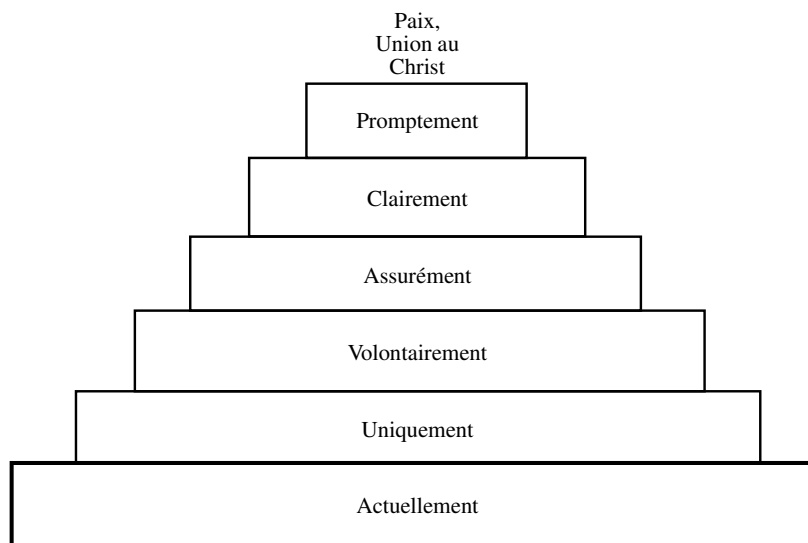 Paix,
Union au
Christ
Promptement
Clairement
Assurément
Volontairement
Uniquement
Actuellement